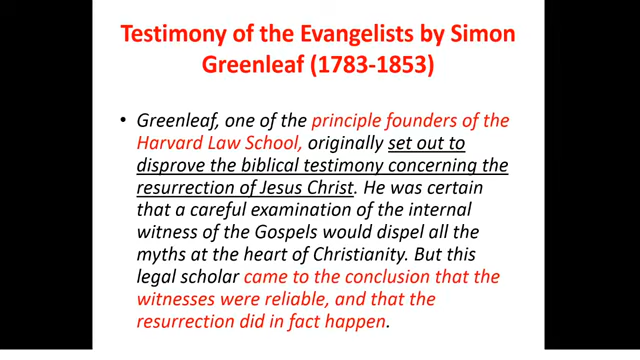 Testimony of the Evangelists by Simon
Greenleaf (1783-1853)
• Greenleaf, one of the principle founders of the
Harvard Law School, originally set out to
disprove the biblical testimony concerning the
resurrection of Jesus Christ. He was certain
that a careful examination of the internal
witness of the Gospels would dispel all the
myths at the heart of Christianity. But this
legal scholar came to the conclusion that the
witnesses were reliable, and that the
resurrection did in fact happen.